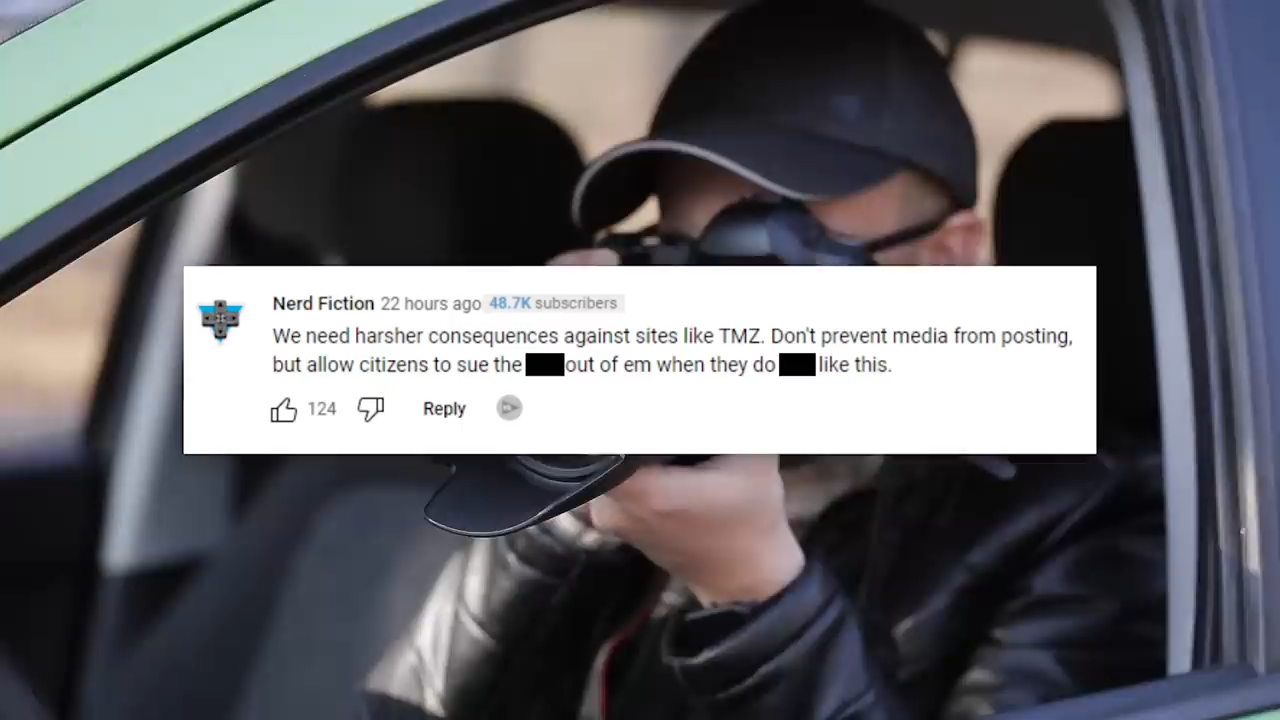 Nerd Fiction 22 hours ago 48.7K subscribers
We need harsher consequences against sites like TMZ. Don't prevent media from posting,
but allow citizens to sue the out of em when they do like this.
124 Reply